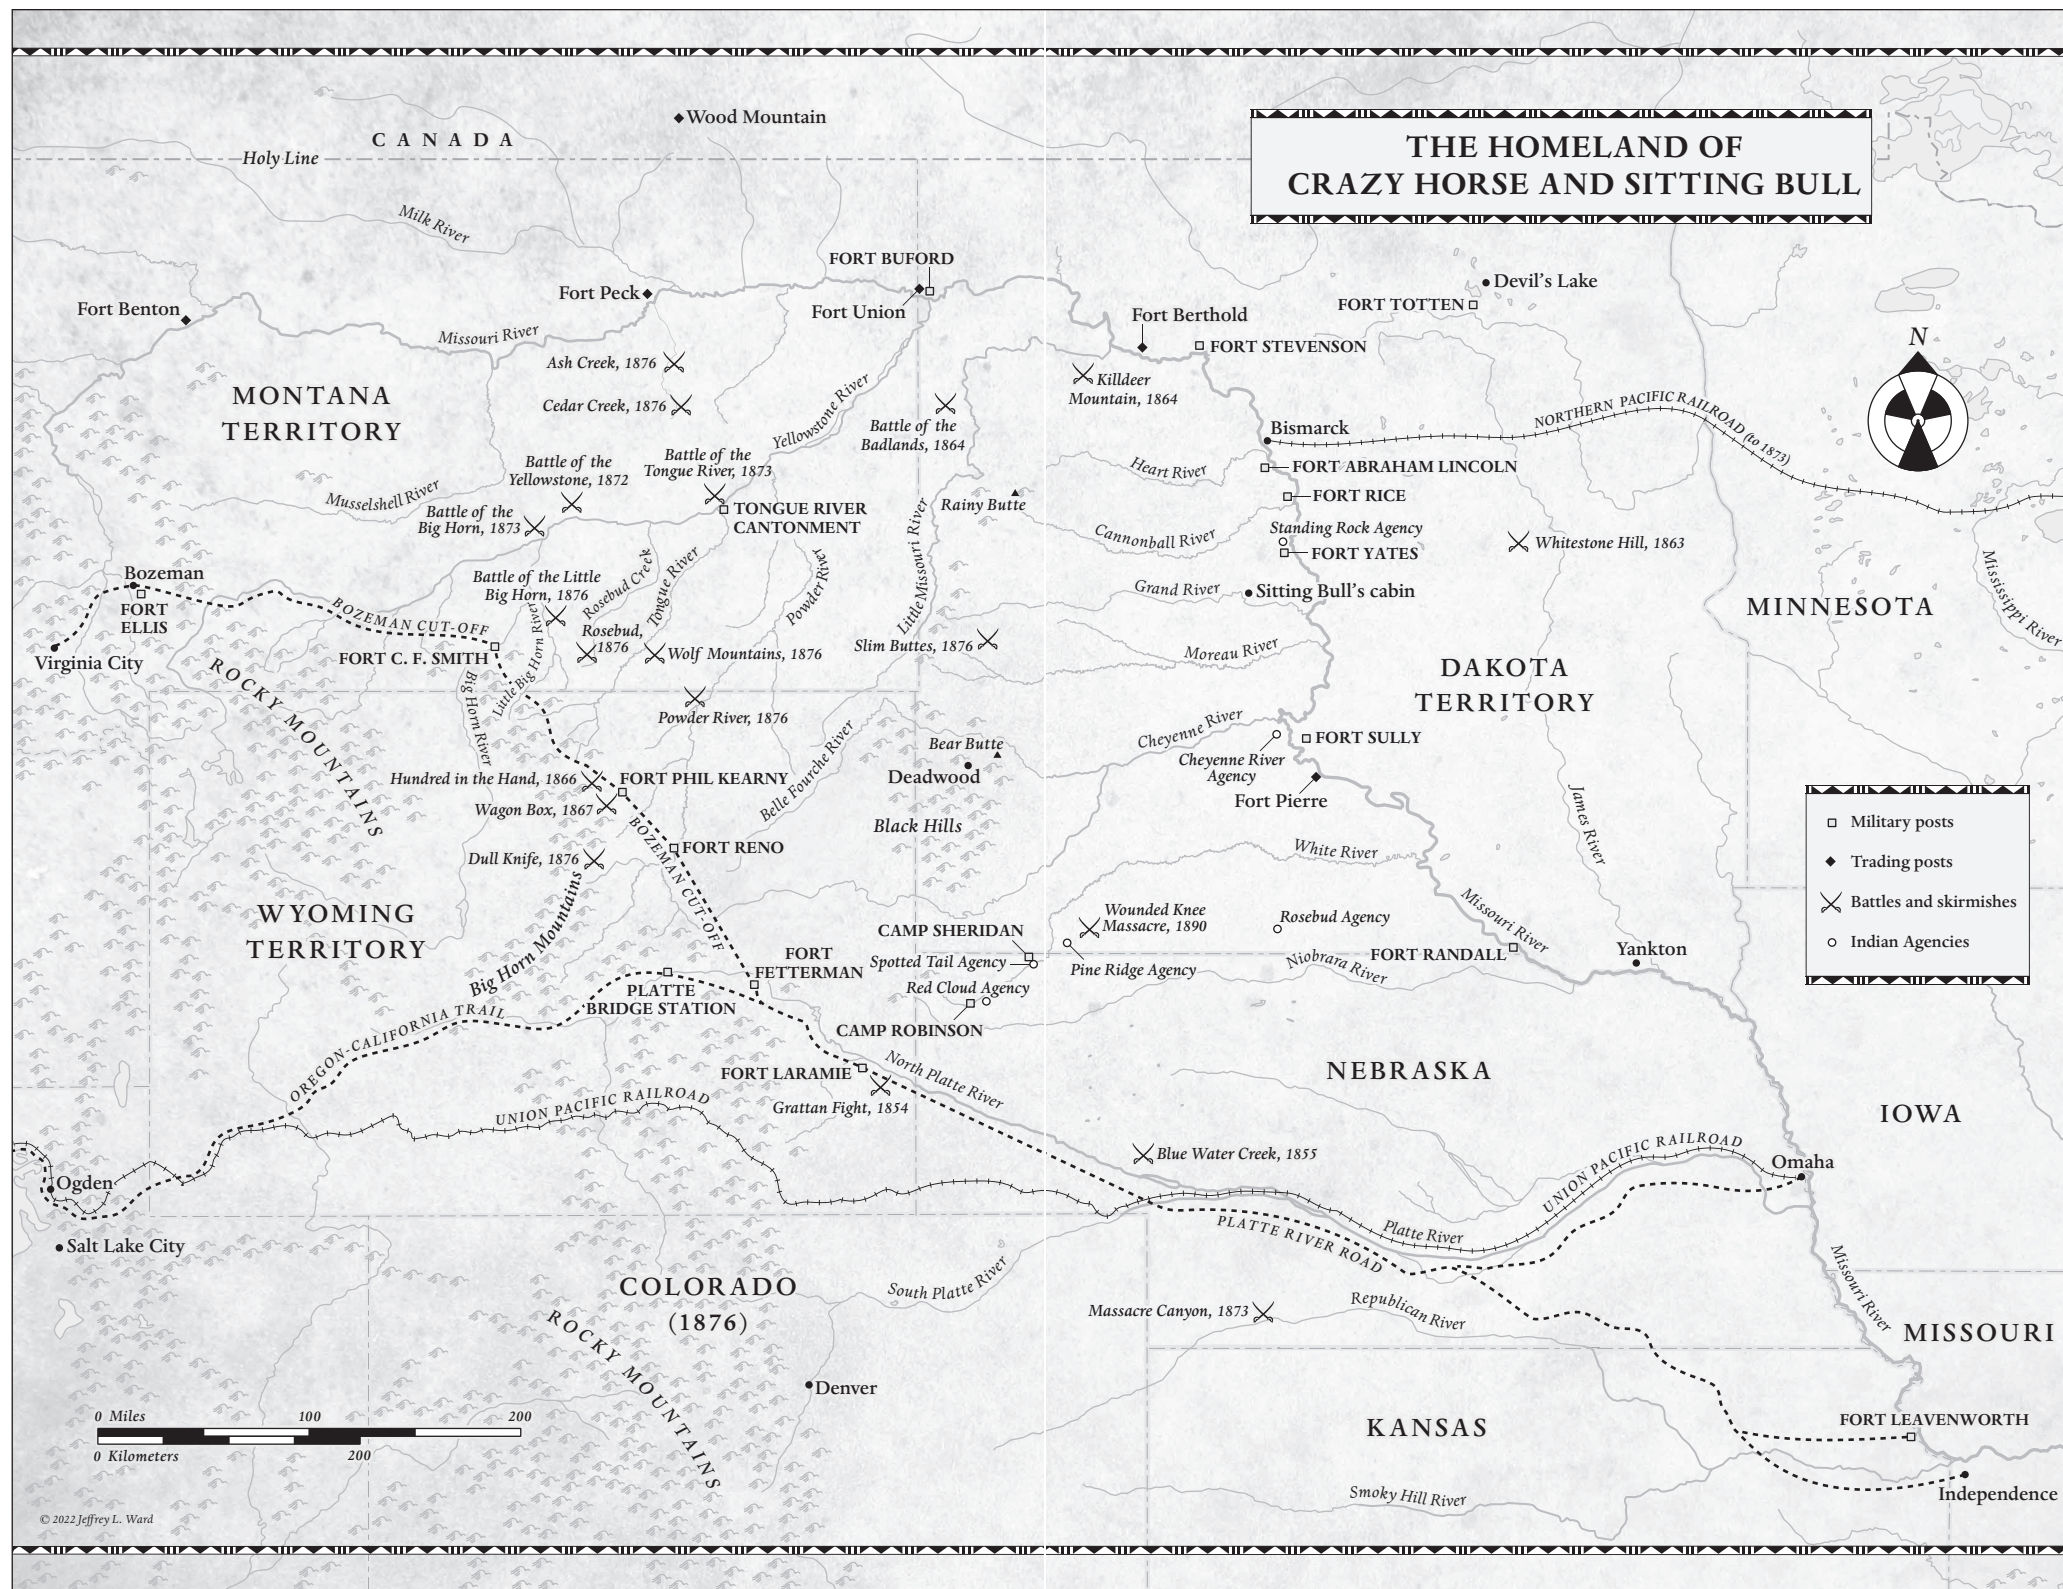 THE HOMELAND OF
CRAZY HORSE AND SITTING BULL
Wood Mountain
CANADA
Holy Line
Milk River
FORT BUFORD
Fort Peck
Fort Union
Fort Benton
Missouri River
Devil's Lake
FORT TOTTEN
Fort Berthold
FORT STEVENSON
N
Ash Creek, 1876
Cedar Creek, 1876
MONTANA
TERRITORY
Yellowstone River
Killdeer
Mountain, 1864
Battle of the
Badlands, 1864
Bismarck
NORTHERN PACIFIC RAILROAD (to 1873)
Battle of the
Yellowstone, 1872
Battle of the
Tongue River, 1873
Heart River
FORT ABRAHAM LINCOLN
Musselshell River
Battle of the
Big Horn, 1873
TONGUE RIVER
CANTONMENT
Rainy Butte
FORT RICE
Cannonball River
Standing Rock Agency
FORT YATES
Whitestone Hill, 1863
Mississippi River
Bozeman
FORT
ELLIS
BOZEMAN CUT-OFF
Battle of the Little
Big Horn, 1876
Rosebud Creek
Tongue River
Powder River
Little Missouri River
Grand River
Sitting Bull's cabin
MINNESOTA
Virginia City
FORT C. F. SMITH
Rosebud,
1876
Wolf Mountains, 1876
Slim Buttes, 1876
Moreau River
DAKOTA
TERRITORY
ROCKY MOUNTAINS
Big Horn River
Little Big Horn River
Powder River, 1876
Belle Fourche River
Bear Butte
Deadwood
Cheyenne River
FORT SULLY
Cheyenne River
Agency
Fort Pierre
Hundred in the Hand, 1866
FORT PHIL KEARNY
Wagon Box, 1867
Black Hills
James River
BOZEMAN CUT-OFF
FORT RENO
Dull Knife, 1876
White River
Military posts
Trading posts
Battles and skirmishes
Indian Agencies
WYOMING
TERRITORY
Big Horn Mountains
Wounded Knee
Massacre, 1890
Rosebud Agency
Missouri River
CAMP SHERIDAN
Spotted Tail Agency
Pine Ridge Agency
Niobrara River
FORT RANDALL
Yankton
FORT
FETTERMAN
PLATTE
BRIDGE STATION
Red Cloud Agency
CAMP ROBINSON
OREGON-CALIFORNIA TRAIL
FORT LARAMIE
North Platte River
NEBRASKA
UNION PACIFIC RAILROAD
Grattan Fight, 1854
IOWA
Blue Water Creek, 1855
UNION PACIFIC RAILROAD
Omaha
Ogden
Salt Lake City
PLATTE RIVER ROAD
Platte River
Missouri River
COLORADO
(1876)
South Platte River
Massacre Canyon, 1873
Republican River
MISSOURI
ROCKY MOUNTAINS
Denver
0 Miles 100 200
0 Kilometers 200
KANSAS
FORT LEAVENWORTH
Smoky Hill River
Independence
© 2022 Jeffrey L. Ward